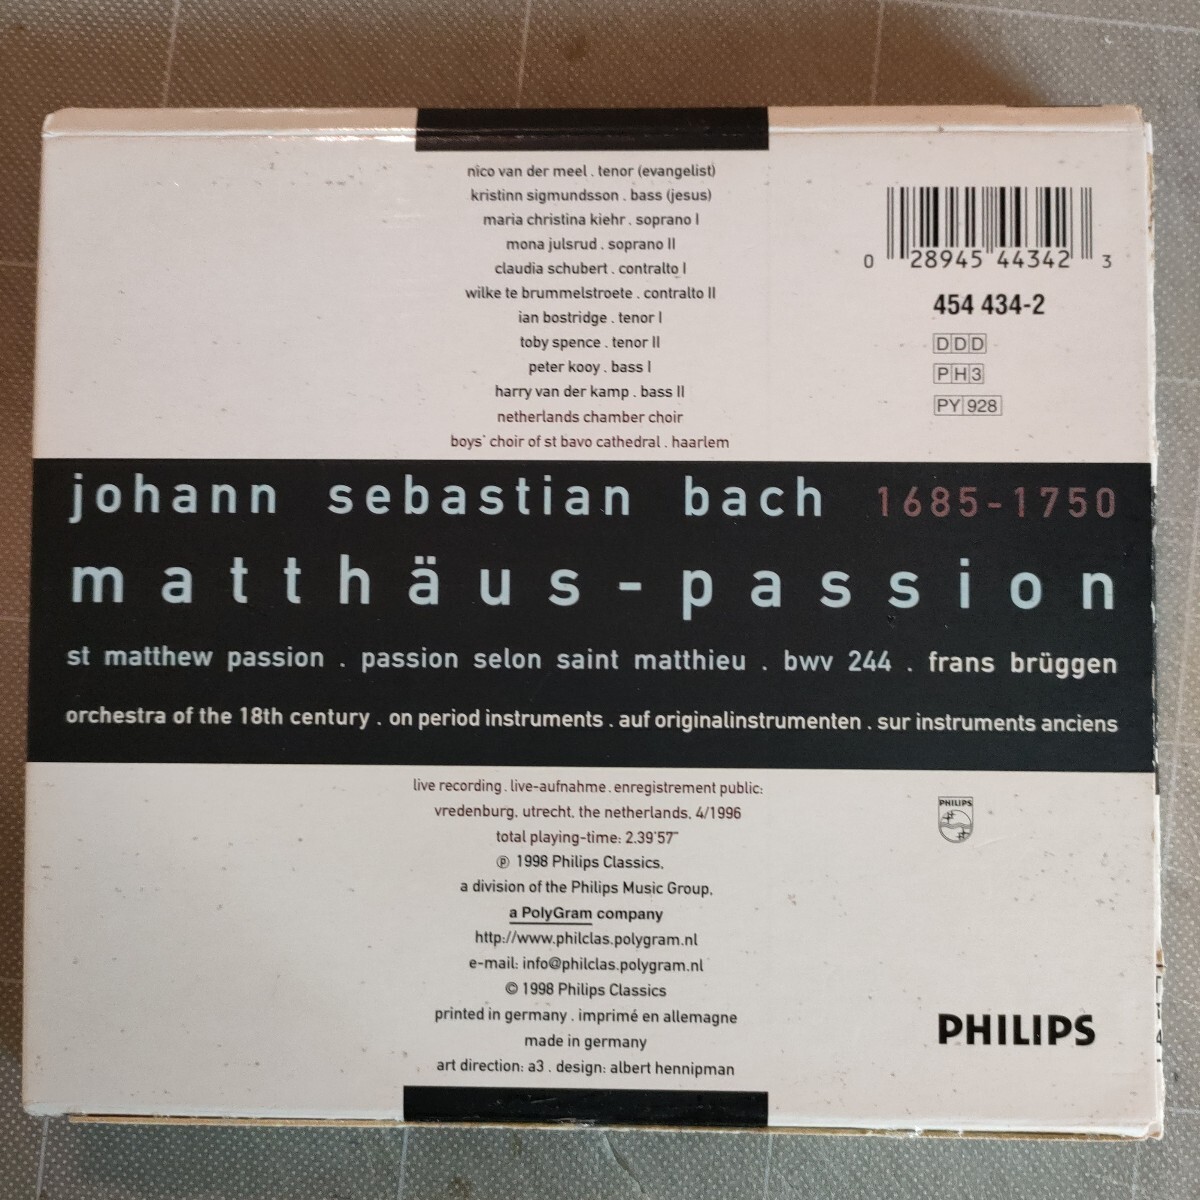 nico van der meel . tenor (evangelist)
kristinn sigmundsson . bass (jesus)
maria christina kiehr . soprano I
mona julsrud . soprano II
claudia schubert . contralto I
wilke te brummelstroete . contralto II
ian bostridge . tenor I
toby spence . tenor II
peter kooy . bass I
harry van der kamp . bass II
netherlands chamber choir
boys' choir of st bavo cathedral . haarlem
0 28945 44342 3
454 434-2
DDD
PH3
PY 928
johann sebastian bach 1685-1750
matthäus-passion
st matthew passion . passion selon saint matthieu . bwv 244 . frans brüggen
orchestra of the 18th century . on period instruments . auf originalinstrumenten . sur instruments anciens
live recording . live-aufnahme . enregistrement public:
vredenburg, utrecht, the netherlands, 4/1996
total playing-time: 2.39'57"
℗ 1998 Philips Classics,
a division of the Philips Music Group,
a PolyGram company
http://www.philclas.polygram.nl
e-mail: info@philclas.polygram.nl
© 1998 Philips Classics
printed in germany . imprimé en allemagne
made in germany
art direction: a3 . design: albert hennipman
PHILIPS
PHILIPS